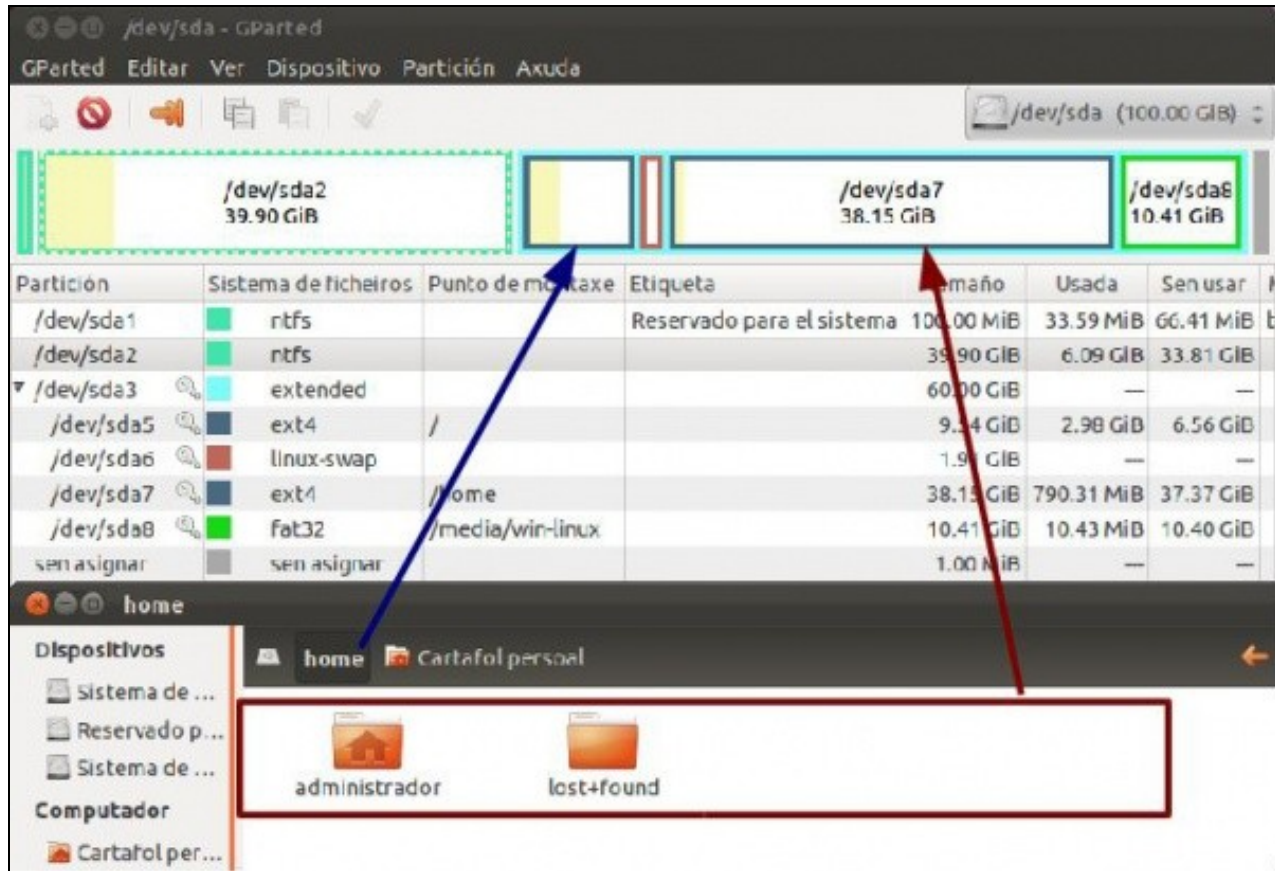 /dev/sda - GParted
GParted Editar Ver Dispositivo Partición Axuda
/dev/sda (100.00 GiB)
/dev/sda2
39.90 GiB
/dev/sda7
38.15 GiB
/dev/sda8
10.41 GiB
Partición Sistema de ficheiros Punto de montaxe Etiqueta Tamaño Usada Sen usar
/dev/sda1 ntfs Reservado para el sistema 100.00 MiB 33.59 MiB 66.41 MiB
/dev/sda2 ntfs 39.90 GiB 6.09 GiB 33.81 GiB
/dev/sda3 extended 60.00 GiB —
/dev/sda5 ext4 / 9.54 GiB 2.98 GiB 6.56 GiB
/dev/sda6 linux-swap 1.91 GiB — —
/dev/sda7 ext4 /home 38.15 GiB 790.31 MiB 37.37 GiB
/dev/sda8 fat32 /media/win-linux 10.41 GiB 10.43 MiB 10.40 GiB
sen asignar sen asignar 1.00 MiB — —
home
Dispositivos
home Cartafol persoal
Sistema de ...
Reservado p...
Sistema de ...
administrador lost+found
Computador
Cartafol per...